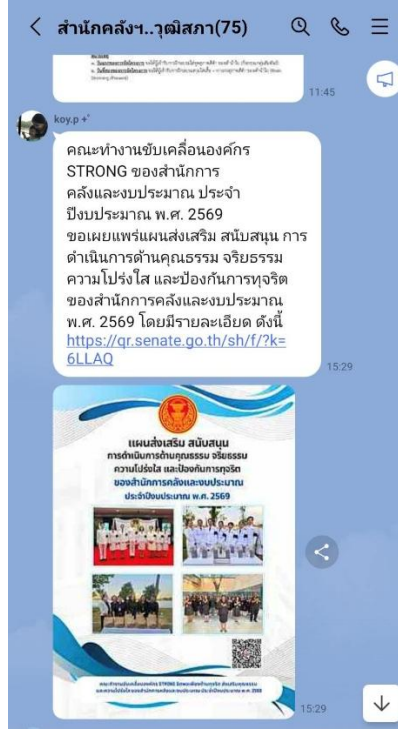 สำนักคลังฯ..วุฒิสภา(75)
11:45
koy.p +ﾟ
คณะทำงานขับเคลื่อนองค์กร
STRONG ของสำนักการ
คลังและงบประมาณ ประจำ
ปีงบประมาณ พ.ศ. 2569
ขอเผยแพร่แผนส่งเสริม สนับสนุน การ
ดำเนินการด้านคุณธรรม จริยธรรม
ความโปร่งใส และป้องกันการทุจริต
ของสำนักการคลังและงบประมาณ
พ.ศ. 2569 โดยมีรายละเอียด ดังนี้
https://qr.senate.go.th/sh/f/?k=
6LLAQ
15:29
แผนส่งเสริม สนับสนุน
การดำเนินการด้านคุณธรรม จริยธรรม
ความโปร่งใส และป้องกันการทุจริต
ของสำนักการคลังและงบประมาณ
ประจำปีงบประมาณ พ.ศ. 2569
15:29